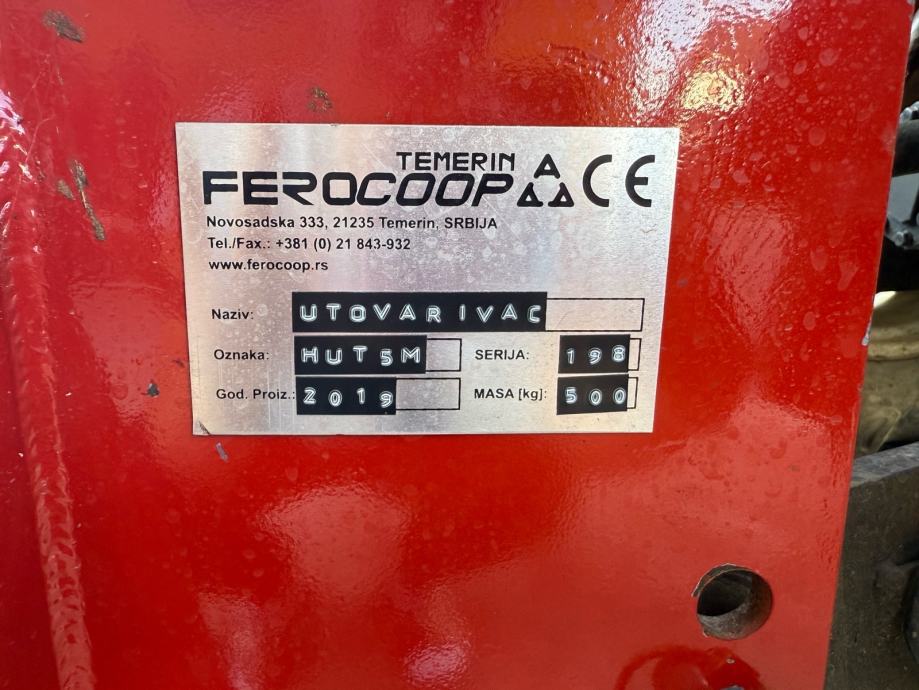 TEMERIN
FEROCOOP CE
Novosadska 333, 21235 Temerin, SRBIJA
Tel./Fax.: +381 (0) 21 843-932
www.ferocoop.rs
Naziv: UTOVARIVAC
Oznaka: HUT5M SERIJA: 198
God. Proiz.: 2019 MASA [kg]: 500